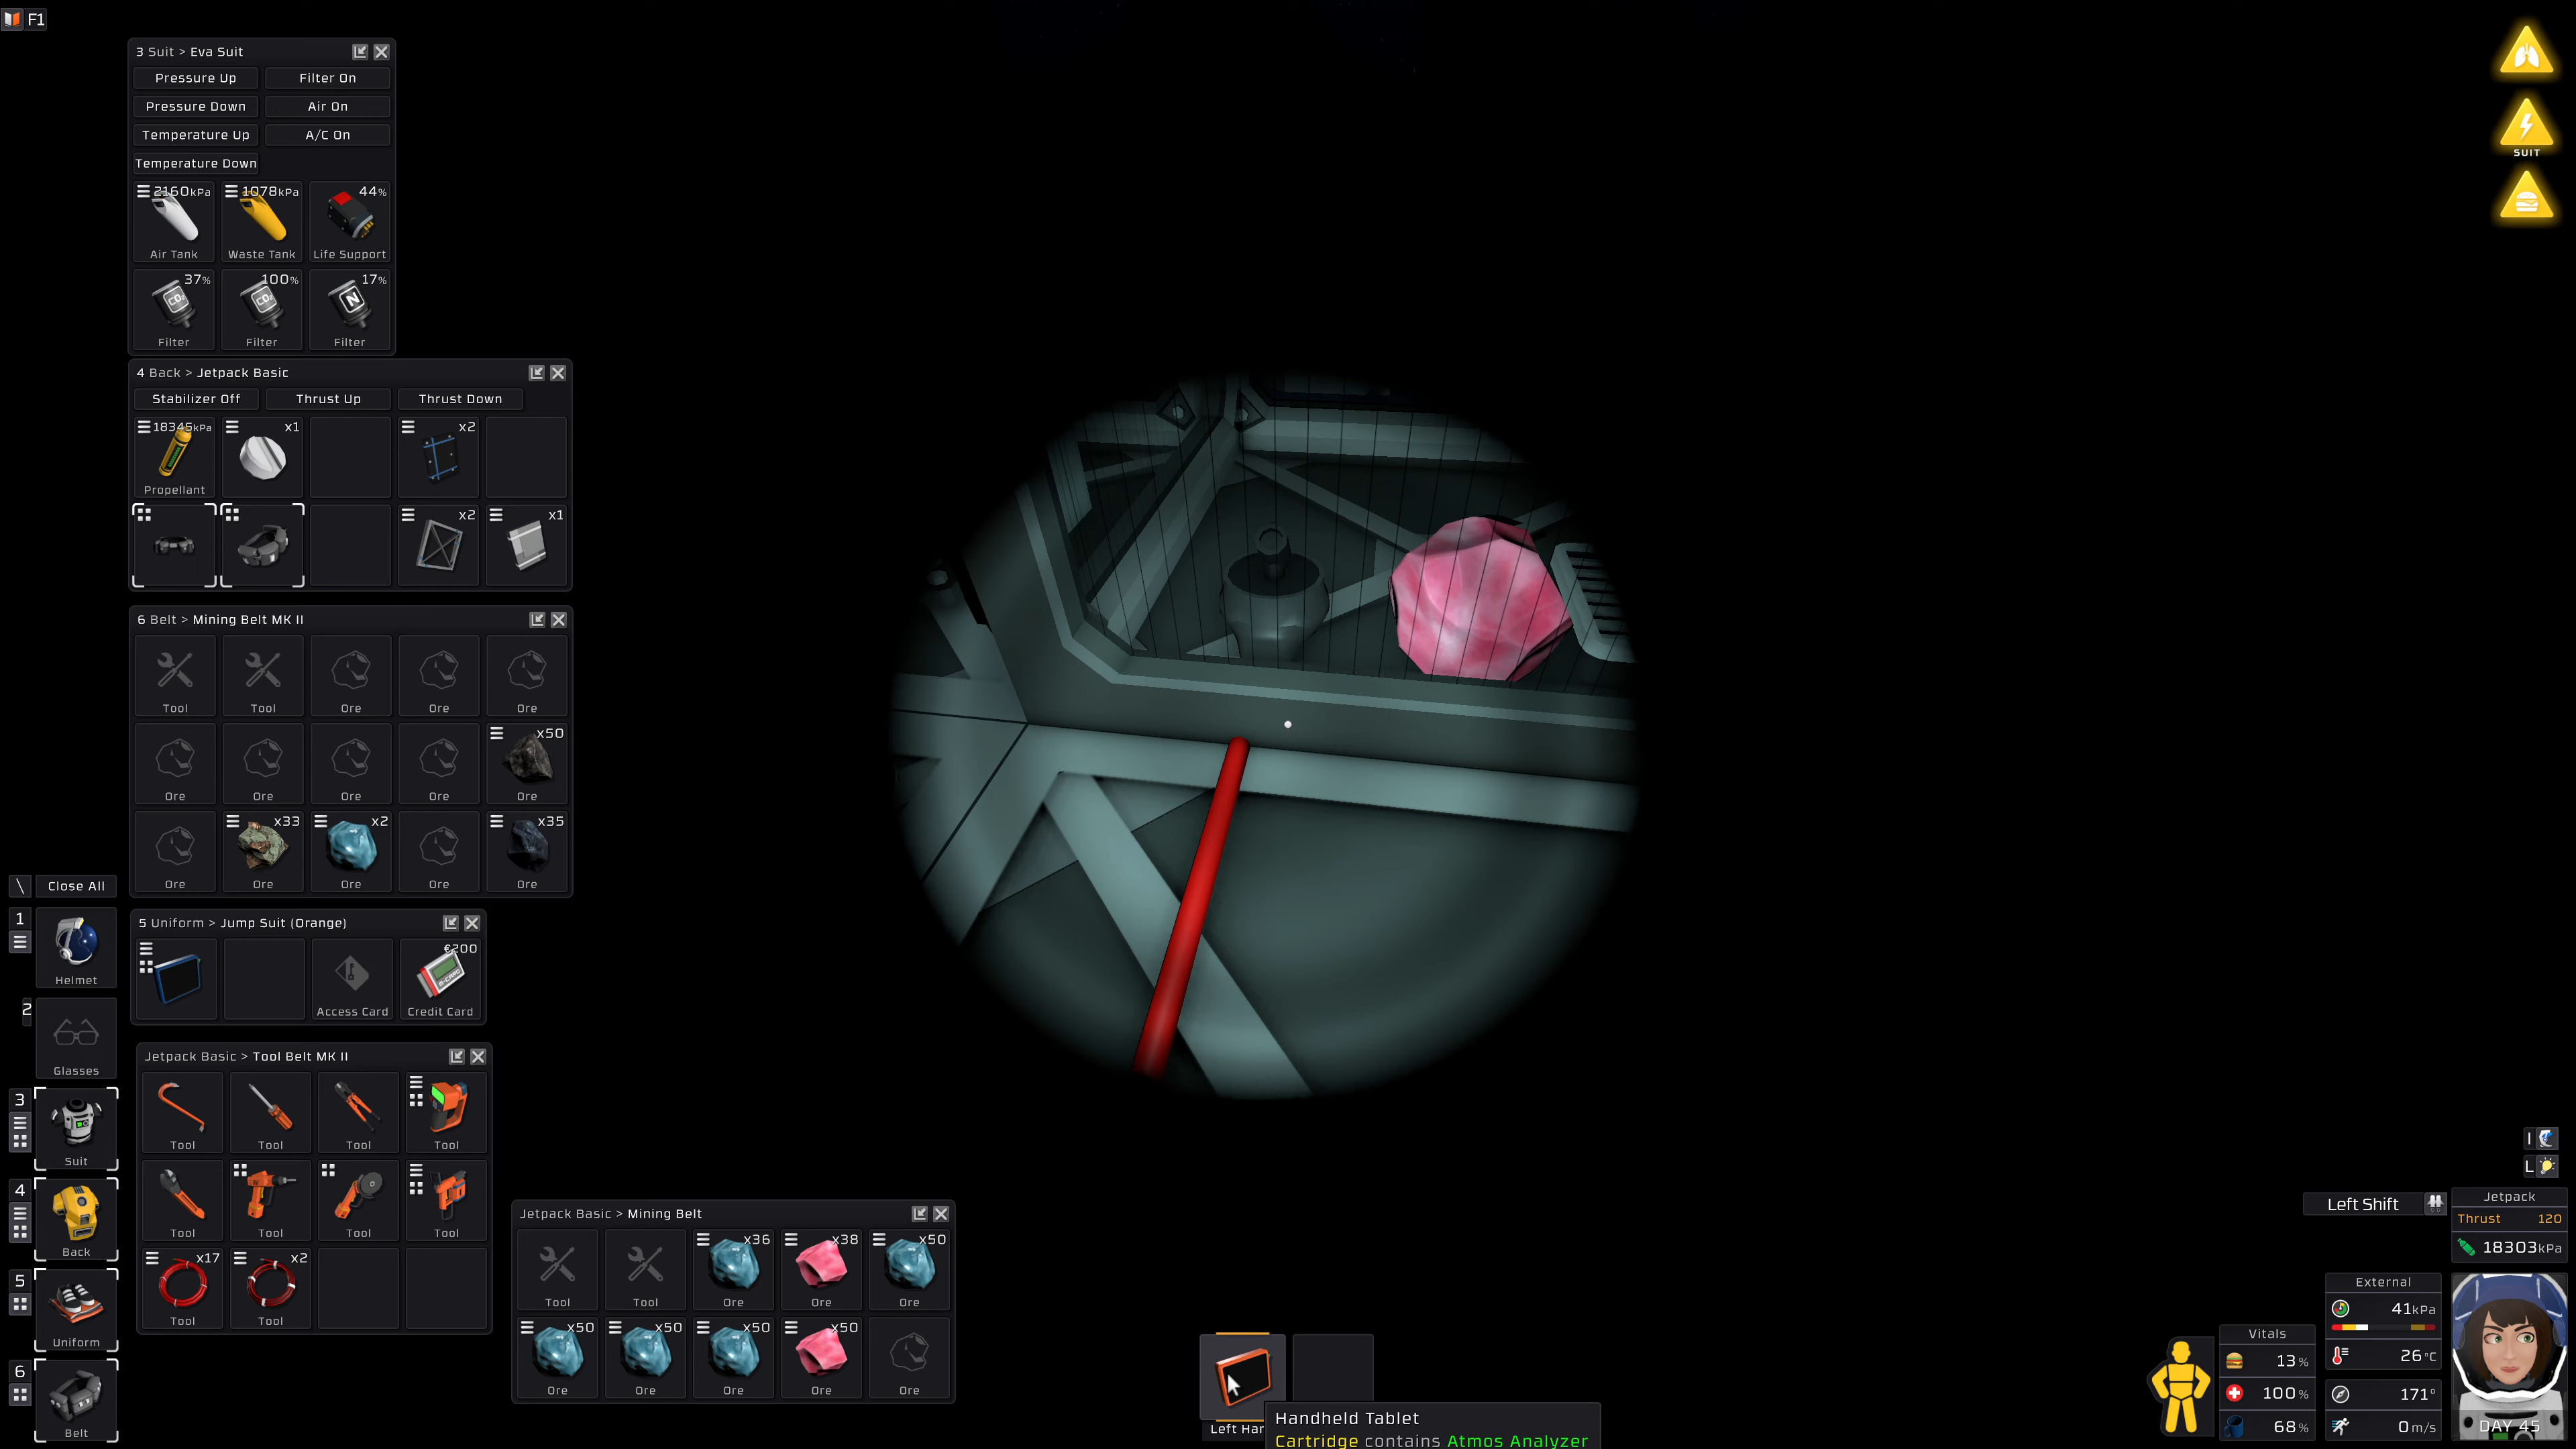 F1
3 Suit > Eva Suit
Pressure Up
Filter On
Pressure Down
Air On
Temperature Up
A/C On
Temperature Down
2160kPa
1078kPa
44%
Air Tank
Waste Tank
Life Support
37%
100%
17%
Filter
Filter
Filter
SUIT
4 Back > Jetpack Basic
Stabilizer Off
Thrust Up
Thrust Down
18345kPa
x1
x2
Propellant
x2
x1
6 Belt > Mining Belt MK II
Tool
Tool
Ore
Ore
Ore
x50
Ore
Ore
Ore
Ore
Ore
x33
x2
x35
Ore
Ore
Ore
Ore
Ore
\ Close All
1
Helmet
2
Glasses
3
Suit
4
Back
5
Uniform
6
Belt
5 Uniform > Jump Suit (Orange)
€200
Access Card
Credit Card
Jetpack Basic > Tool Belt MK II
Tool
Tool
Tool
Tool
Tool
Tool
Tool
Tool
x17
x2
Tool
Tool
Jetpack Basic > Mining Belt
x36
x38
x50
Tool
Tool
Ore
Ore
Ore
x50
x50
x50
x50
Ore
Ore
Ore
Ore
Ore
Left Har
Handheld Tablet
Cartridge contains Atmos Analyzer
I
L
Left Shift
Jetpack
Thrust 120
18303kPa
External
41kPa
26°C
171°
0m/s
Vitals
13%
100%
68%
DAY 45